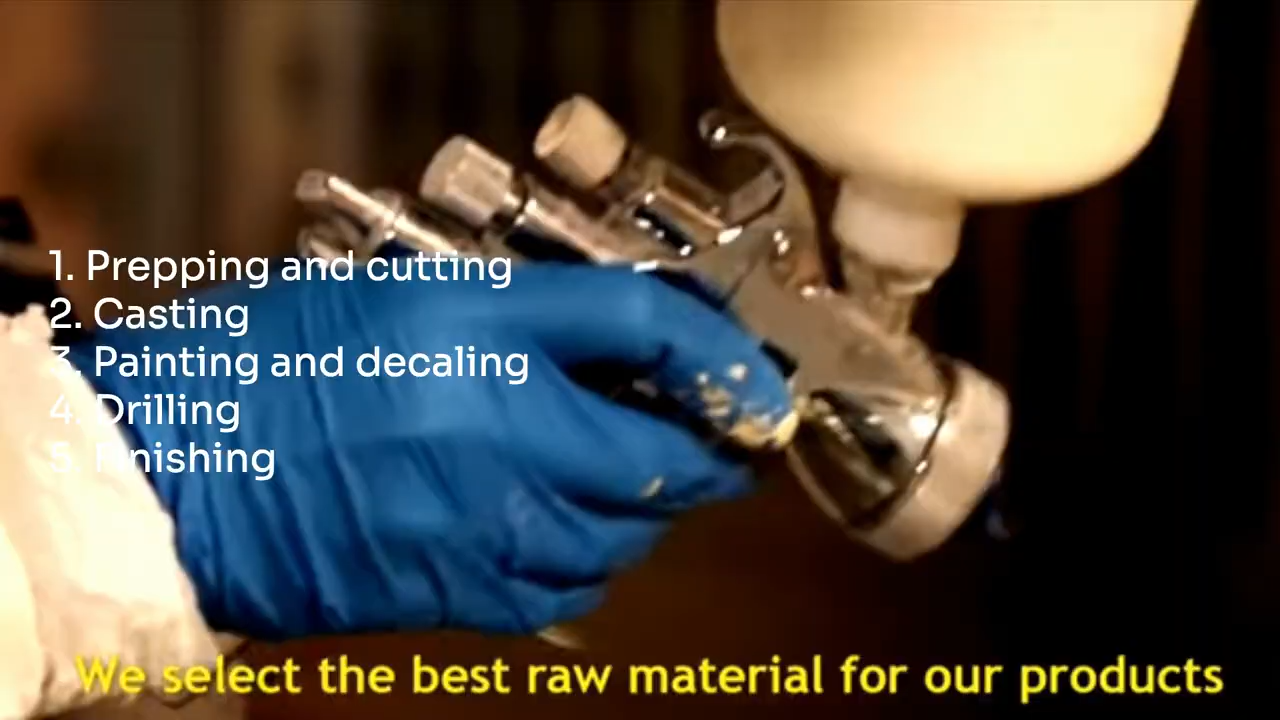 1. Prepping and cutting
2. Casting
3. Painting and decaling
4. Drilling
5. Finishing
We select the best raw material for our products